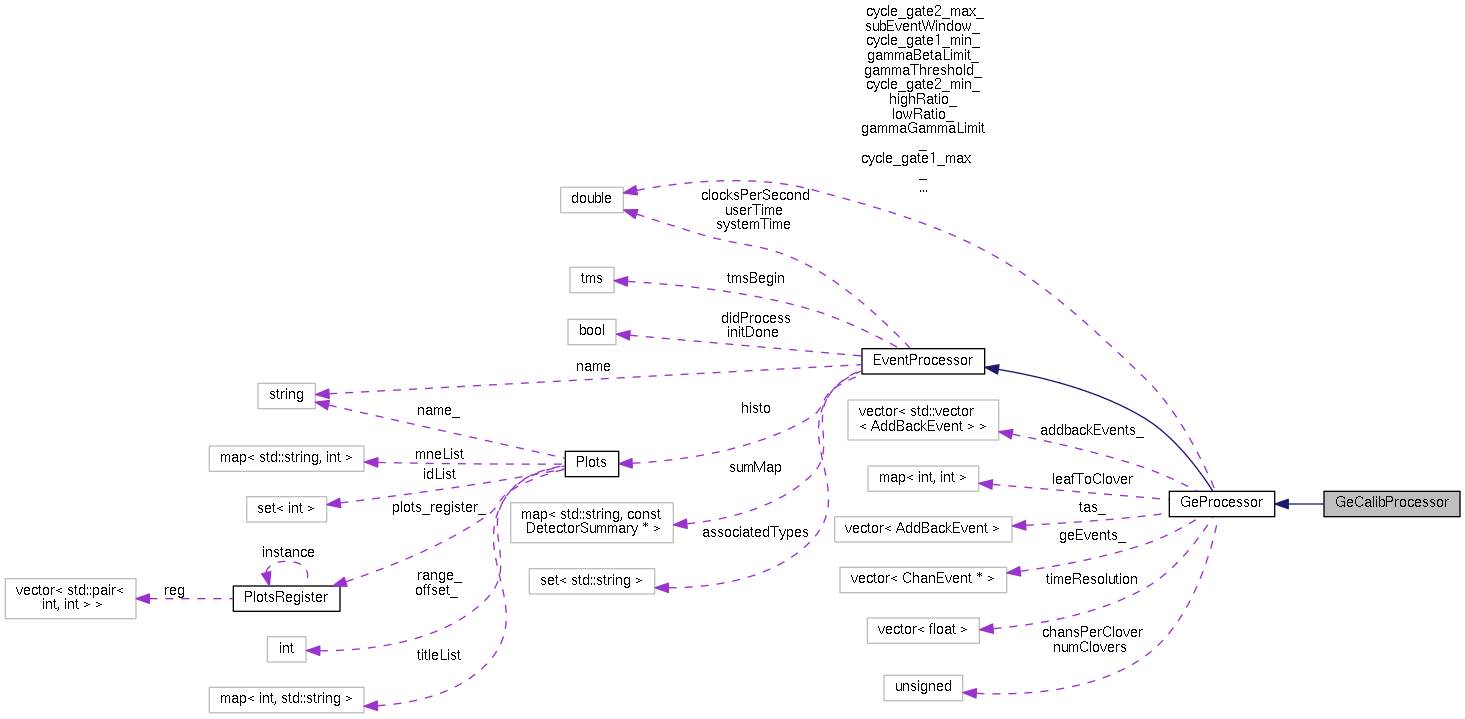 cycle_gate2_max_
subEventWindow_
cycle_gate1_min_
gammaBetaLimit_
gammaThreshold_
cycle_gate2_min_
highRatio_
lowRatio_
gammaGammaLimit
_
cycle_gate1_max
_
...
double
clocksPerSecond
userTime
systemTime
tms
tmsBegin
bool
didProcess
initDone
EventProcessor
name
string
name_
histo
vector< std::vector
< AddBackEvent > >
addbackEvents_
map< std::string, int >
mneList
idList
Plots
sumMap
map< int, int >
leafToClover
set< int >
plots_register_
map< std::string, const
DetectorSummary * >
GeProcessor
GeCalibProcessor
tas_
vector< AddBackEvent >
associatedTypes
geEvents_
instance
vector< std::pair<
int, int > >
reg
PlotsRegister
range_
offset_
set< std::string >
vector< ChanEvent * >
timeResolution
vector< float >
int
titleList
chansPerClover
numClovers
map< int, std::string >
unsigned